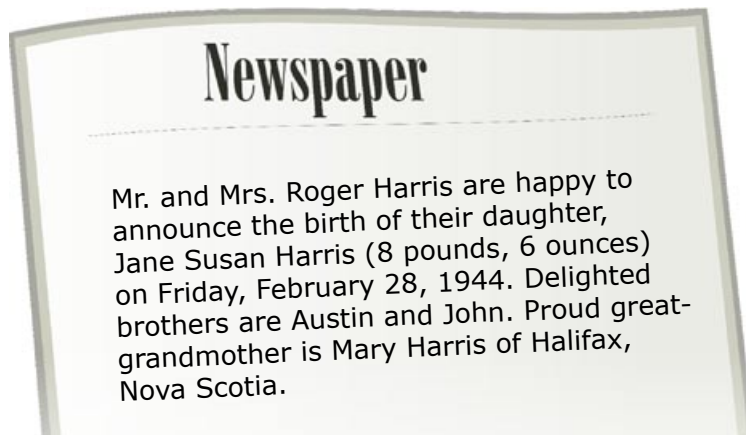 Newspaper
Mr. and Mrs. Roger Harris are happy to
announce the birth of their daughter,
Jane Susan Harris (8 pounds, 6 ounces)
on Friday, February 28, 1944. Delighted
brothers are Austin and John. Proud great-
grandmother is Mary Harris of Halifax,
Nova Scotia.